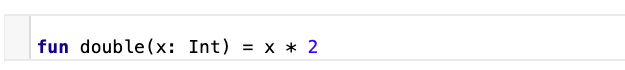 fun double(x: Int) = x * 2